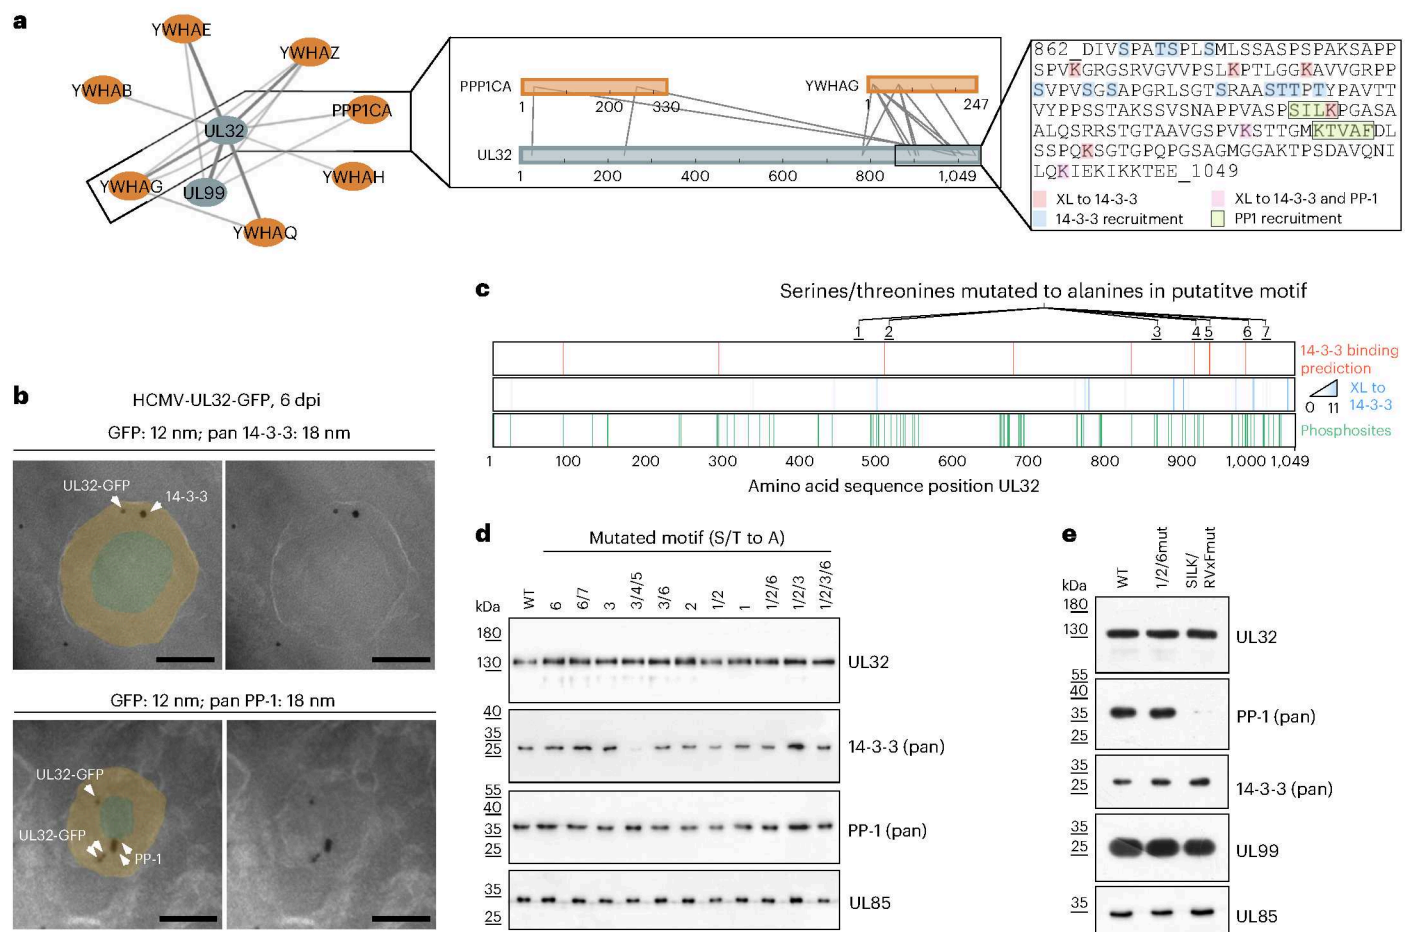 a
YWHAE
YWHAZ
YWHAB
PPP1CA
UL32
YWHAG
UL99
YWHAH
YWHAQ
PPP1CA
1 200 330
YWHAG
1 247
UL32
1 200 400 600 800 1,049
862_DIVSPATSPLSMLSSASPSPAKSAPP
SPVKGRGSRVGVVPSLKPTLGGKAVVGRPP
SVPVSGSAPGRLSGTSRAASTTPTYPAVTT
VYPPSSTAKSSVSNAPPVASPSILKPGASA
ALQSRRSTGTAAVGSPVKSTTGMKTVAFDL
SSPQKSGTGPQPGSAGMGGAKTPSDAVQNI
LQKIEKIKKTEE_1049
XL to 14-3-3
XL to 14-3-3 and PP-1
14-3-3 recruitment
PP1 recruitment
b
HCMV-UL32-GFP, 6 dpi
GFP: 12 nm; pan 14-3-3: 18 nm
UL32-GFP
14-3-3
GFP: 12 nm; pan PP-1: 18 nm
UL32-GFP
UL32-GFP
PP-1
c
Serines/threonines mutated to alanines in putatitve motif
1 2 3 4 5 6 7
14-3-3 binding
prediction
XL to
14-3-3
0 11
Phosphosites
1 100 200 300 400 500 600 700 800 900 1,000 1,049
Amino acid sequence position UL32
d
Mutated motif (S/T to A)
kDa WT 6 6/7 3 3/4/5 3/6 2 1/2 1 1/2/6 1/2/3 1/2/3/6
180
130
UL32
40
35
25
14-3-3 (pan)
55
40
35
25
PP-1 (pan)
35
25
UL85
e
kDa WT 1/2/6mut SILK/
RVxFmut
180
130
UL32
55
40
35
25
PP-1 (pan)
35
25
14-3-3 (pan)
35
25
UL99
35
UL85